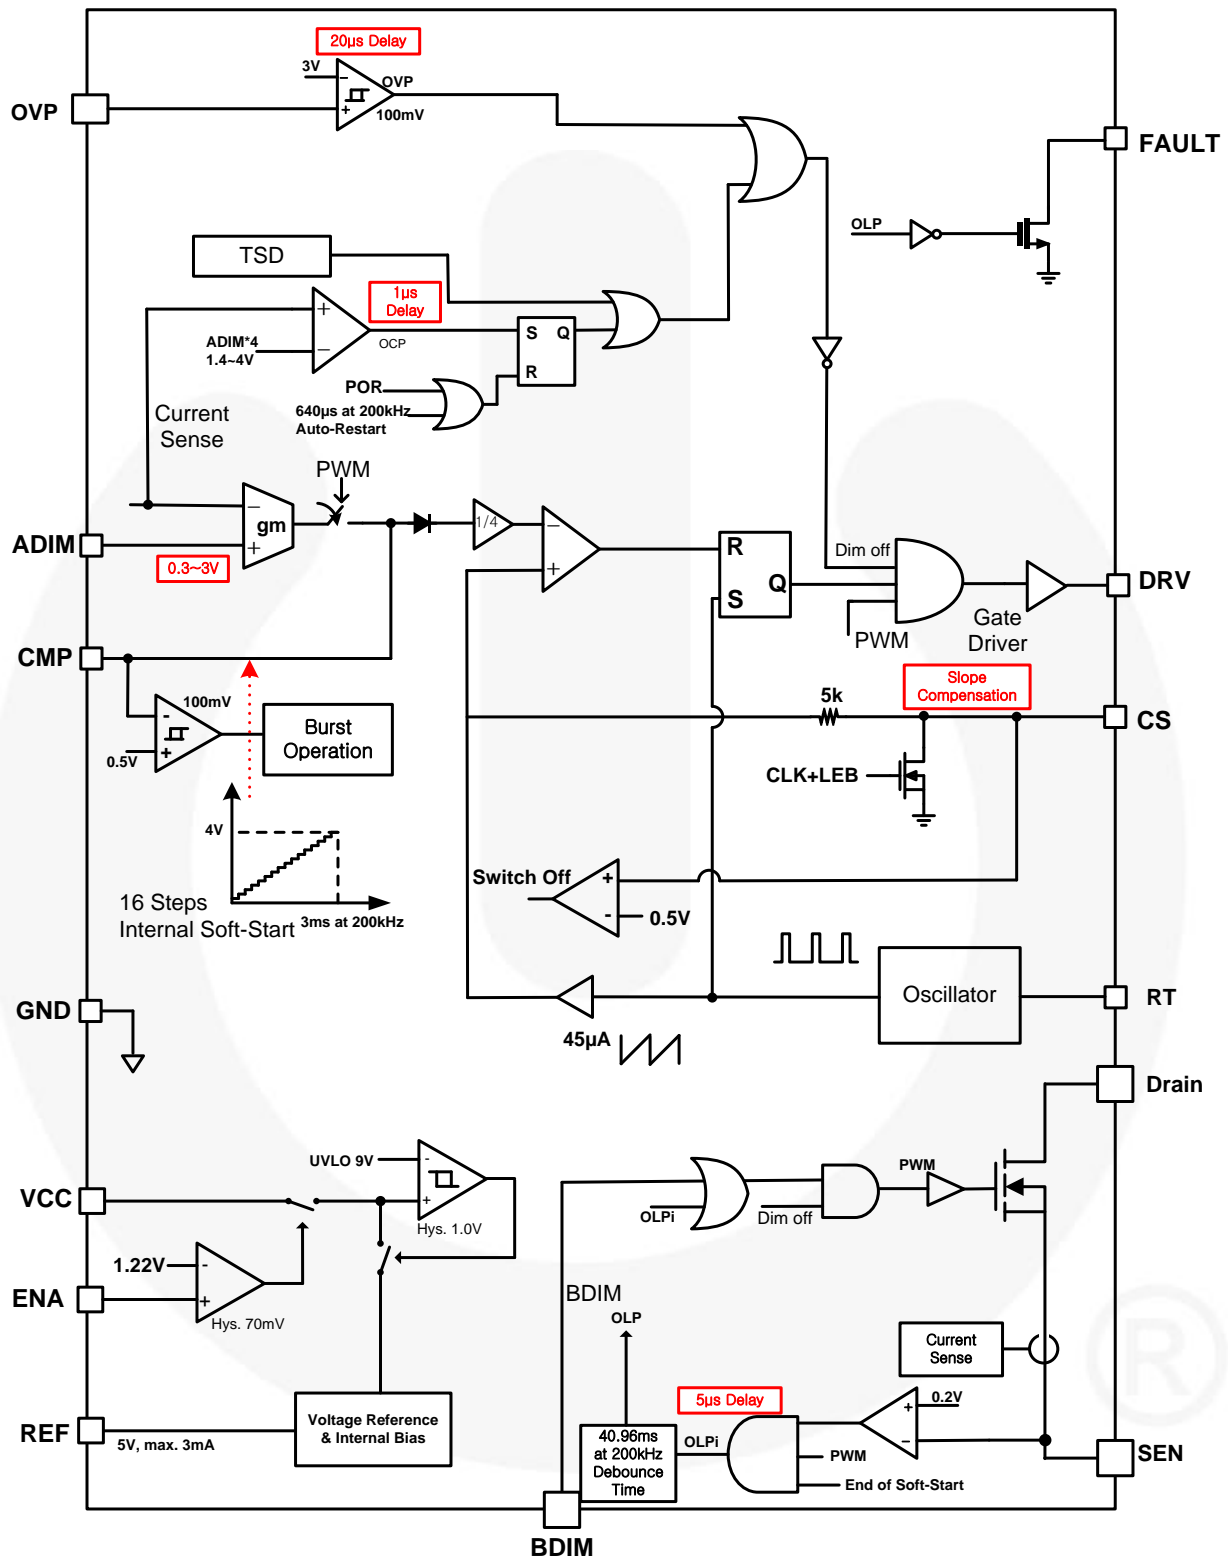 20µs Delay
3V
-
OVP
+
100mV
OVP
FAULT
OLP
TSD
1µs
Delay
+
ADIM*4
1.4~4V
-
OCP
S Q
R
POR
640µs at 200kHz
Auto-Restart
Current
Sense
PWM
-
gm
+
1/4
-
+
ADIM
0.3~3V
R
Q
S
Dim off
PWM
Gate
Driver
DRV
CMP
100mV
-
+
0.5V
Burst
Operation
Slope
Compensation
5k
CS
CLK+LEB
4V
16 Steps
Internal Soft-Start
3ms at 200kHz
Switch Off
+
-
0.5V
GND
Oscillator
RT
45µA
Drain
UVLO 9V
-
+
Hys. 1.0V
VCC
PWM
OLPi
Dim off
1.22V
-
+
ENA
Hys. 70mV
BDIM
OLP
Current
Sense
0.2V
+
-
5µs Delay
REF
5V, max. 3mA
Voltage Reference
& Internal Bias
40.96ms
at 200kHz
Debounce
Time
OLPi
PWM
End of Soft-Start
SEN
BDIM
®